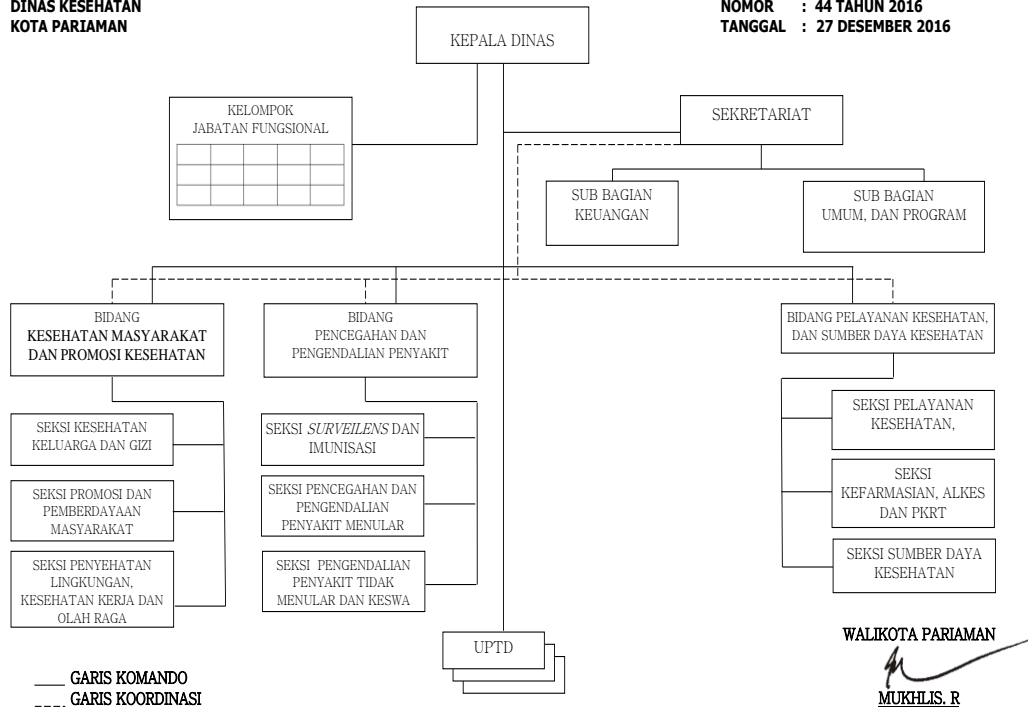 DINAS KESEHATAN
KOTA PARIAMAN
NOMOR : 44 TAHUN 2016
TANGGAL : 27 DESEMBER 2016
KEPALA DINAS
KELOMPOK
JABATAN FUNGSIONAL
SEKRETARIAT
SUB BAGIAN
KEUANGAN
SUB BAGIAN
UMUM, DAN PROGRAM
BIDANG
KESEHATAN MASYARAKAT
DAN PROMOSI KESEHATAN
BIDANG
PENCEGAHAN DAN
PENGENDALIAN PENYAKIT
BIDANG PELAYANAN KESEHATAN,
DAN SUMBER DAYA KESEHATAN
SEKSI KESEHATAN
KELUARGA DAN GIZI
SEKSI PROMOSI DAN
PEMBERDAYAAN
MASYARAKAT
SEKSI PENYEHATAN
LINGKUNGAN,
KESEHATAN KERJA DAN
OLAH RAGA
SEKSI SURVEILENS DAN
IMUNISASI
SEKSI PENCEGAHAN DAN
PENGENDALIAN
PENYAKIT MENULAR
SEKSI PENGENDALIAN
PENYAKIT TIDAK
MENULAR DAN KESWA
SEKSI PELAYANAN
KESEHATAN,
SEKSI
KEFARMASIAN, ALKES
DAN PKRT
SEKSI SUMBER DAYA
KESEHATAN
UPTD
____ GARIS KOMANDO
_ _ _. GARIS KOORDINASI
WALIKOTA PARIAMAN
MUKHLIS. R